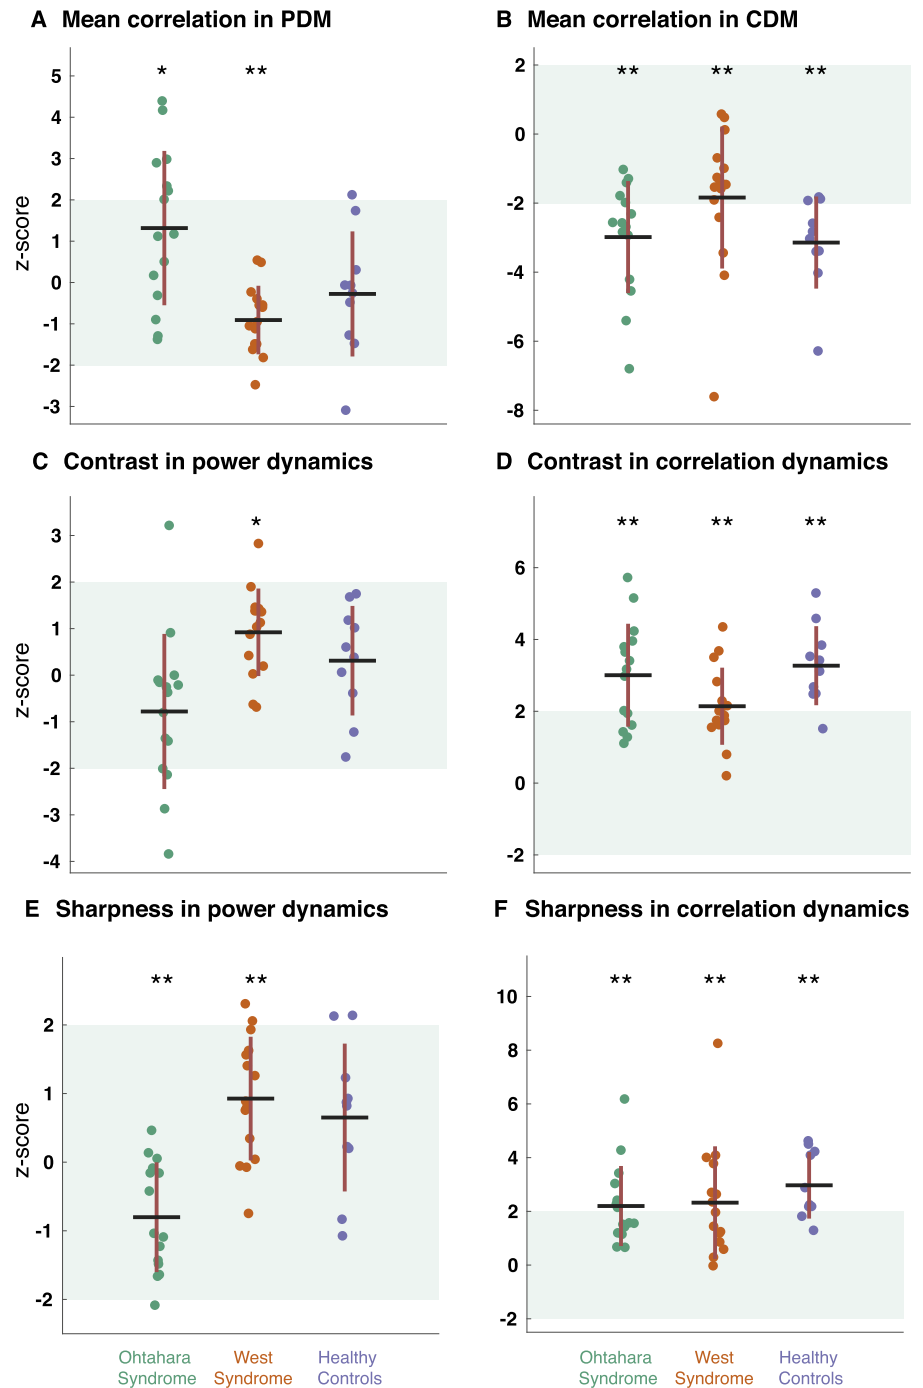 A Mean correlation in PDM
B Mean correlation in CDM
* **
** ** **
5
4
3
2
1
0
-1
-2
-3
z-score
2
0
-2
-4
-6
-8
C Contrast in power dynamics
D Contrast in correlation dynamics
*
** ** **
3
2
1
0
-1
-2
-3
-4
z-score
6
4
2
0
-2
E Sharpness in power dynamics
F Sharpness in correlation dynamics
** **
** ** **
2
1
0
-1
-2
z-score
10
8
6
4
2
0
-2
Ohtahara
Syndrome
West
Syndrome
Healthy
Controls
Ohtahara
Syndrome
West
Syndrome
Healthy
Controls